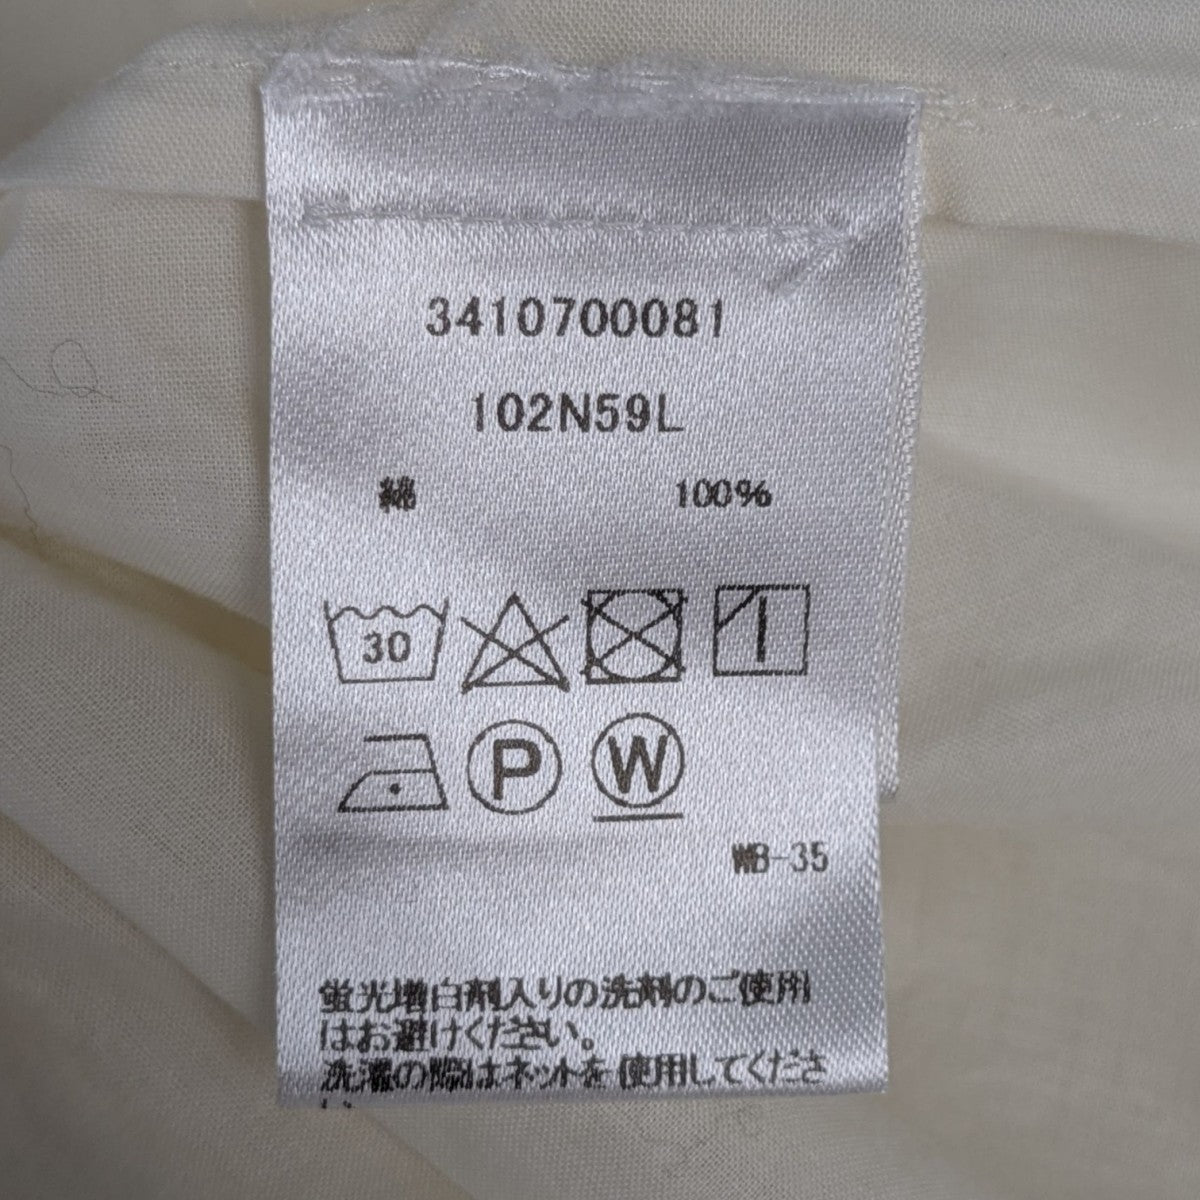 3410700081
102N59L
綿 100%
30
P W
WB-35
蛍光増白剤入りの洗剤のご使用
はお避けください。
洗濯の際はネットを使用してくださ
い